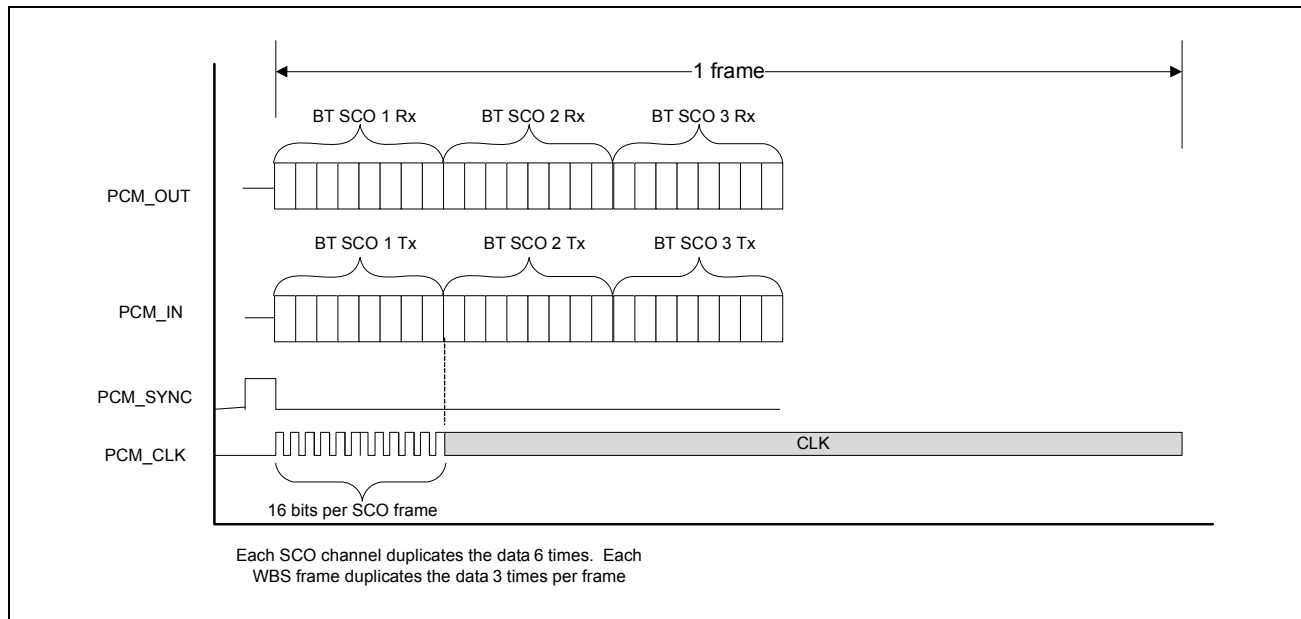 1 frame
BT SCO 1 Rx BT SCO 2 Rx BT SCO 3 Rx
PCM_OUT
BT SCO 1 Tx BT SCO 2 Tx BT SCO 3 Tx
PCM_IN
PCM_SYNC
PCM_CLK
CLK
16 bits per SCO frame
Each SCO channel duplicates the data 6 times. Each
WBS frame duplicates the data 3 times per frame